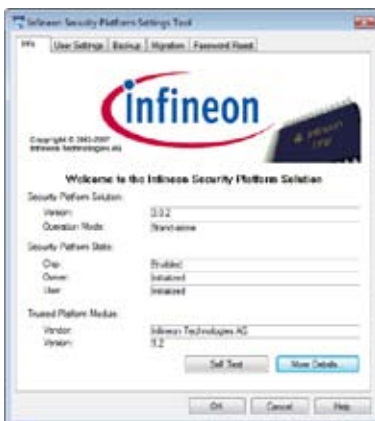 Infineon Security Platform Settings Tool
Info User Settings Backup Migration Password Reset
infineon
Copyright © 2002-2007
Infineon Technologies AG
Welcome to the Infineon Security Platform Solution
Security Platform Solution:
Version:
Operation Mode: Stand-alone
Security Platform State:
Chip: Enabled
Owner: Initialized
User: Initialized
Trusted Platform Module:
Vendor: Infineon Technologies AG
Version:
Self Test More Details...
OK Cancel Help